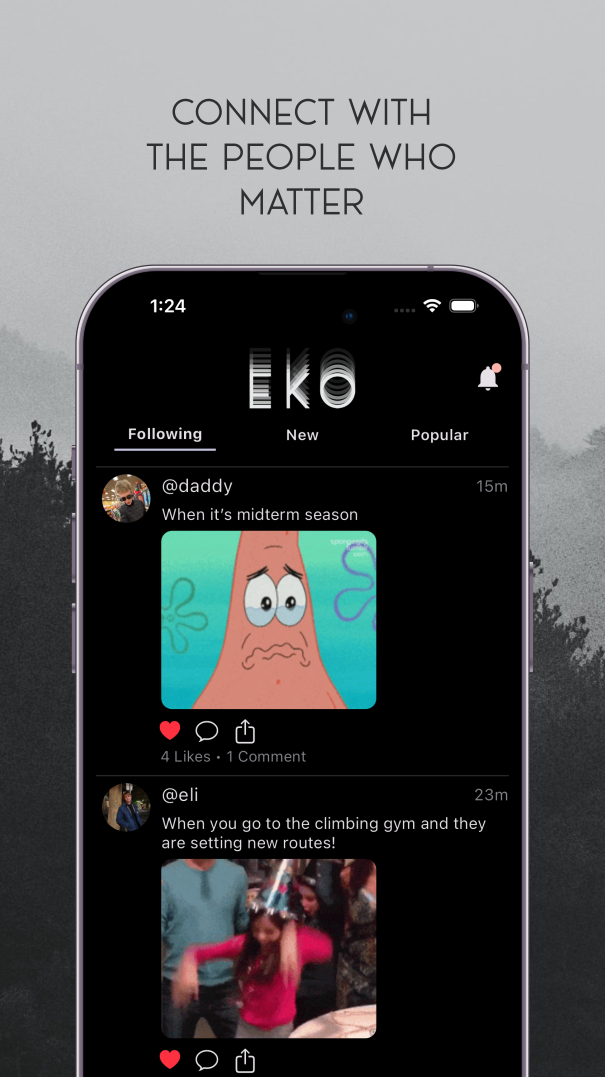 CONNECT WITH
THE PEOPLE WHO
MATTER
1:24
EKO
Following
New
Popular
@daddy
15m
When it’s midterm season
4 Likes • 1 Comment
@eli
23m
When you go to the climbing gym and they
are setting new routes!